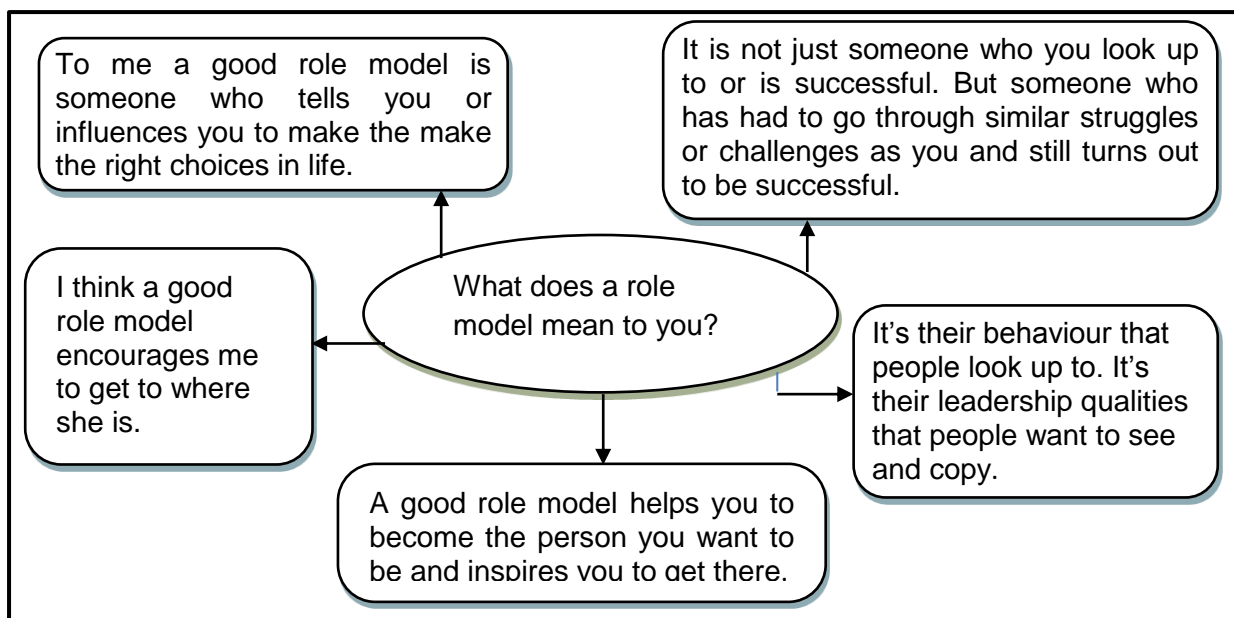 To me a good role model is
someone who tells you or
influences you to make the make
the right choices in life.
It is not just someone who you look up
to or is successful. But someone who
has had to go through similar struggles
or challenges as you and still turns out
to be successful.
What does a role
model mean to you?
I think a good
role model
encourages me
to get to where
she is.
It’s their behaviour that
people look up to. It’s
their leadership qualities
that people want to see
and copy.
A good role model helps you to
become the person you want to
be and inspires you to get there.